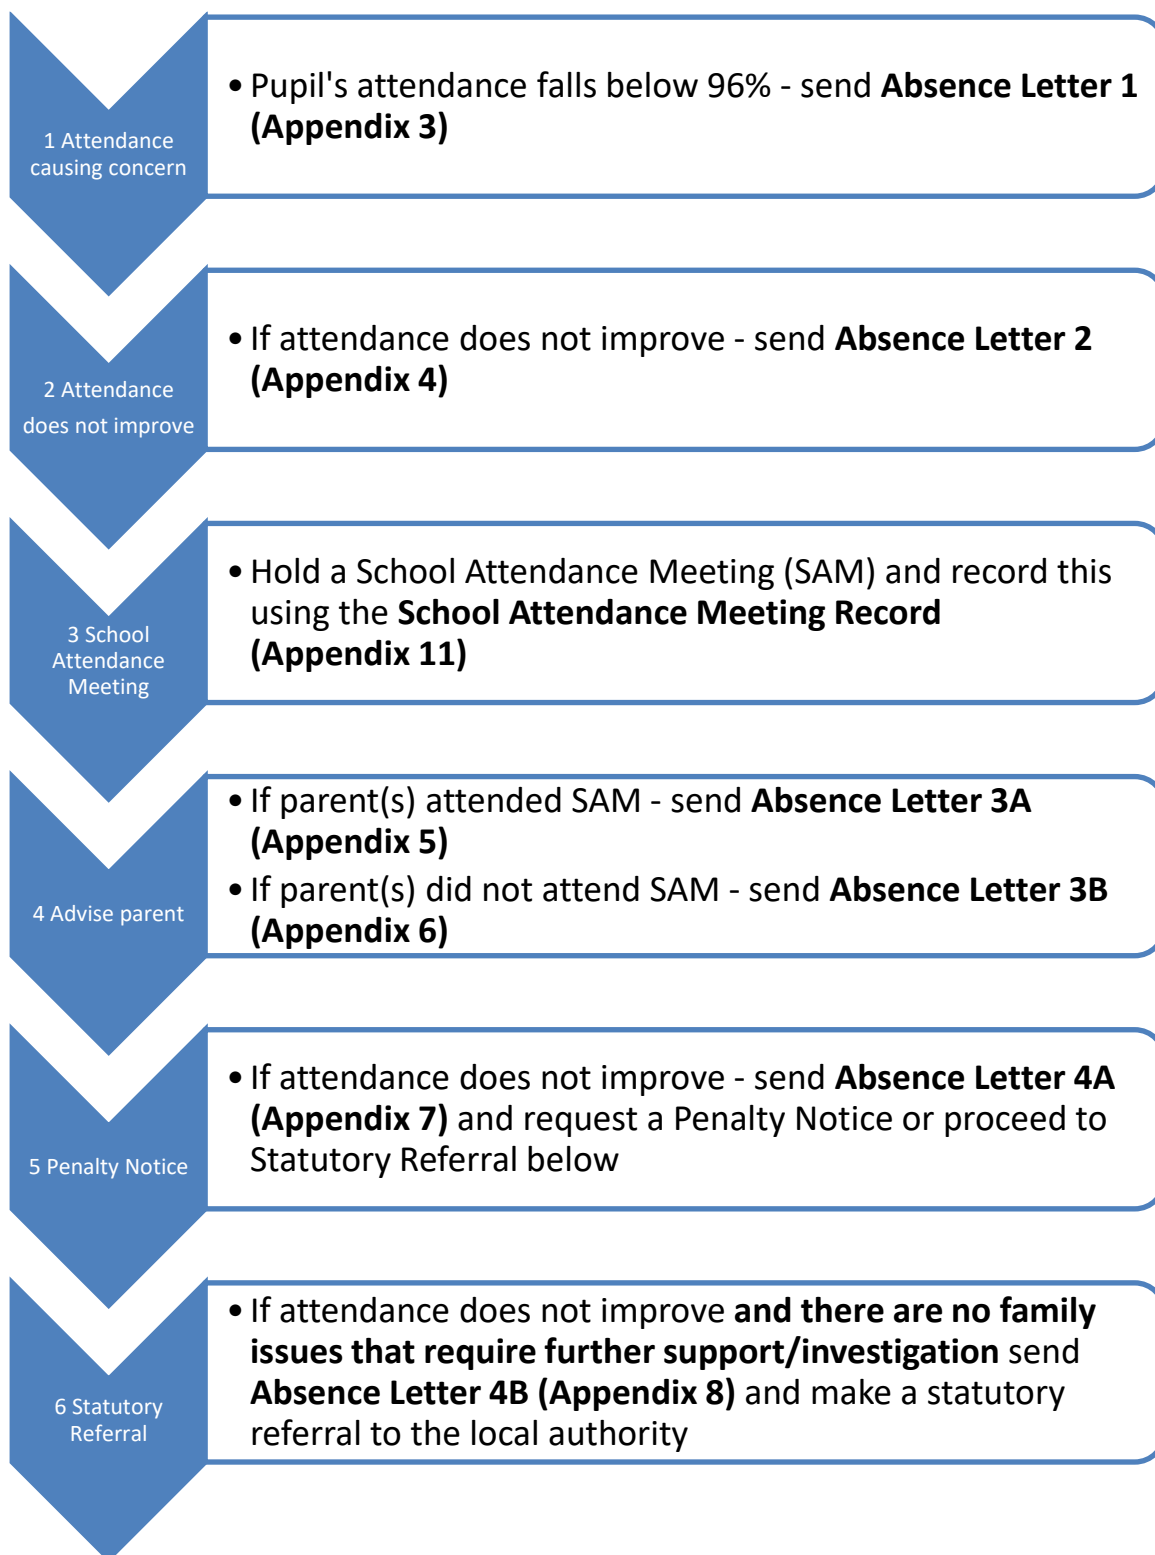 1 Attendance
causing concern
• Pupil's attendance falls below 96% - send Absence Letter 1
(Appendix 3)
2 Attendance
does not improve
• If attendance does not improve - send Absence Letter 2
(Appendix 4)
3 School
Attendance
Meeting
• Hold a School Attendance Meeting (SAM) and record this
using the School Attendance Meeting Record
(Appendix 11)
4 Advise parent
• If parent(s) attended SAM - send Absence Letter 3A
(Appendix 5)
• If parent(s) did not attend SAM - send Absence Letter 3B
(Appendix 6)
5 Penalty Notice
• If attendance does not improve - send Absence Letter 4A
(Appendix 7) and request a Penalty Notice or proceed to
Statutory Referral below
6 Statutory
Referral
• If attendance does not improve and there are no family
issues that require further support/investigation send
Absence Letter 4B (Appendix 8) and make a statutory
referral to the local authority